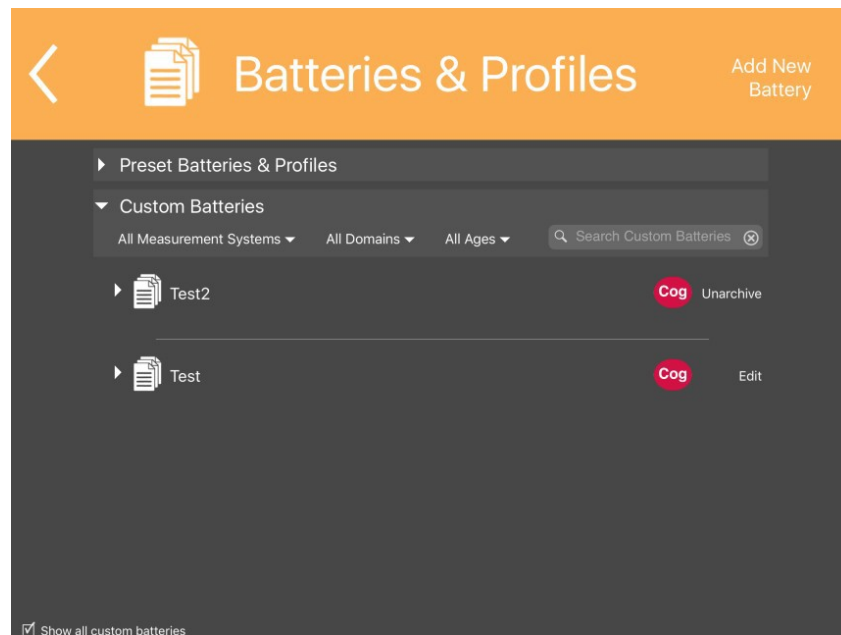 Batteries & Profiles
Add New
Battery
Preset Batteries & Profiles
Custom Batteries
All Measurement Systems
All Domains
All Ages
Search Custom Batteries
Test2
Cog
Unarchive
Test
Cog
Edit
Show all custom batteries